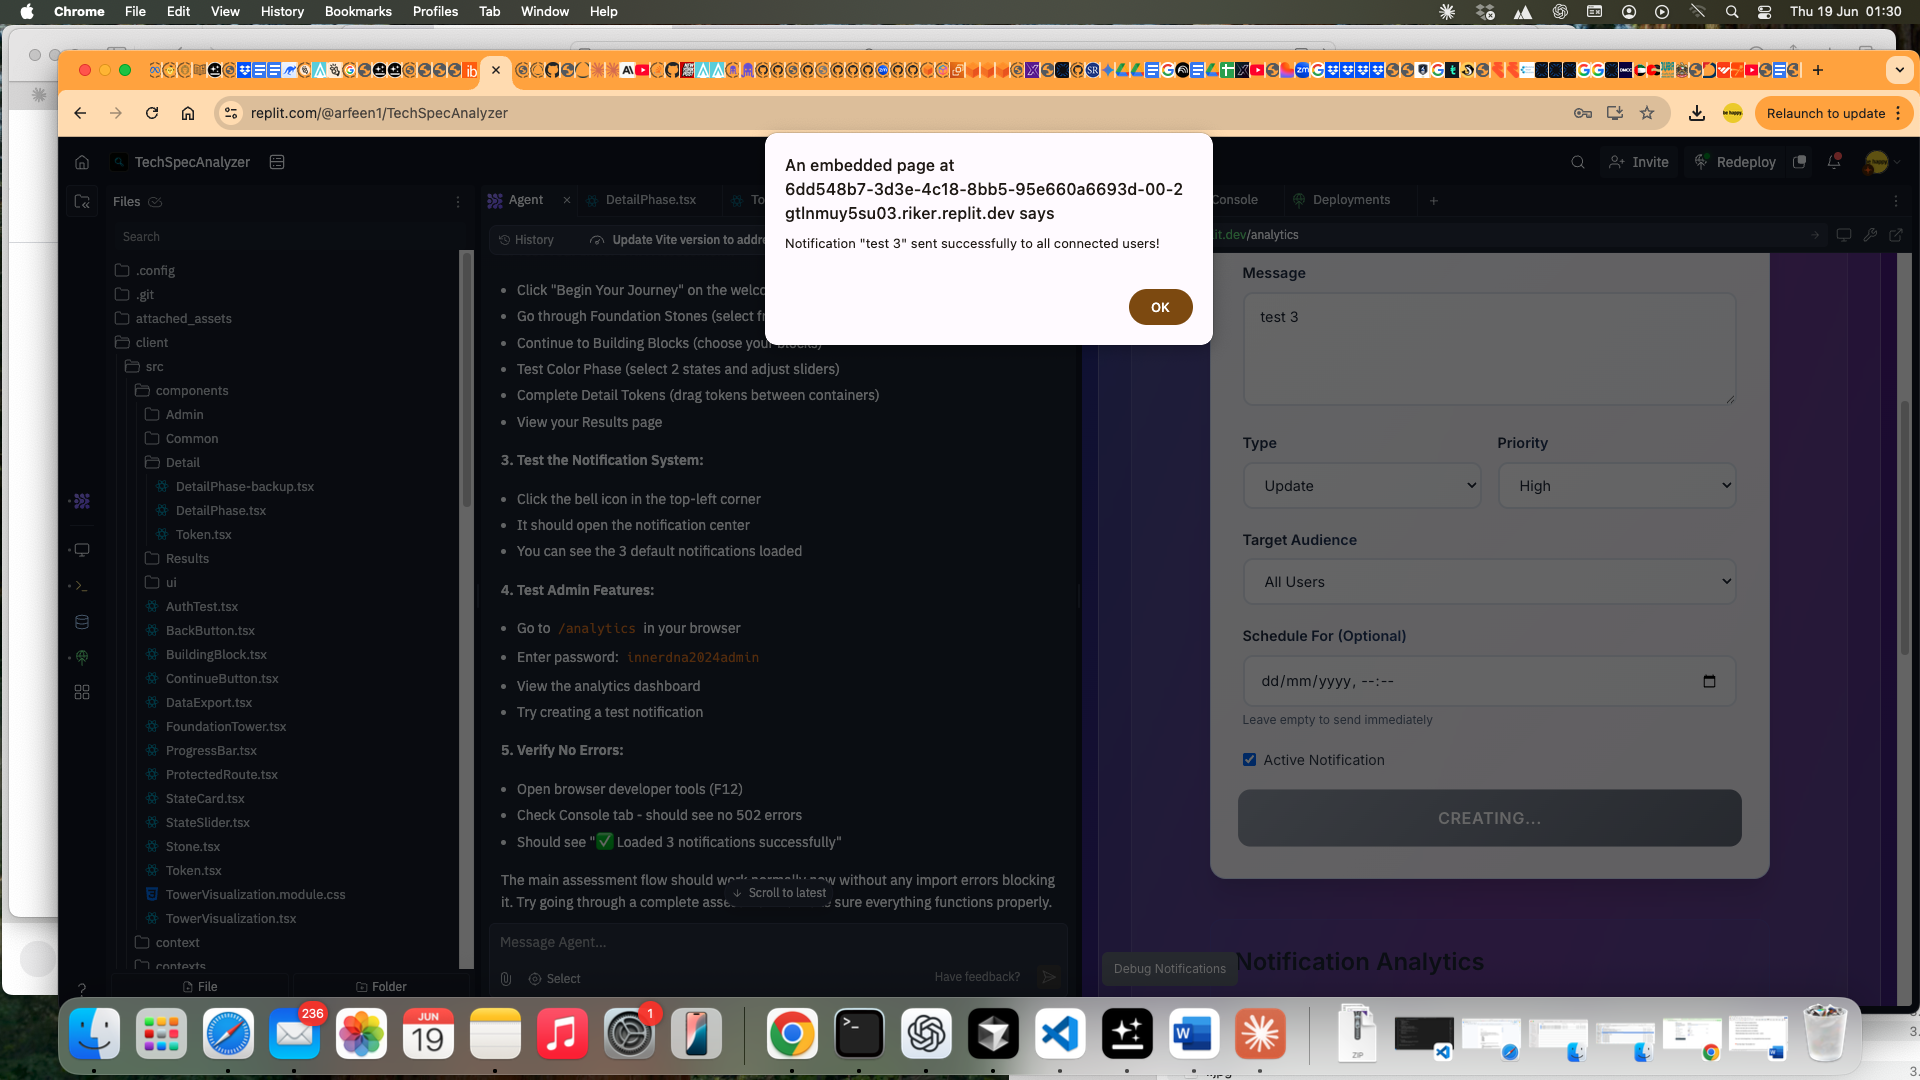 Chrome File Edit View History Bookmarks Profiles Tab Window Help
Thu 19 Jun 01:30
replit.com/@arfeen1/TechSpecAnalyzer
Relaunch to update
TechSpecAnalyzer
Invite
Redeploy
An embedded page at
6dd548b7-3d3e-4c18-8bb5-95e660a6693d-00-2
gtlnmuy5su03.riker.replit.dev says
Notification "test 3" sent successfully to all connected users!
OK
Files
Search
.config
.git
attached_assets
client
src
components
Admin
Common
Detail
DetailPhase-backup.tsx
DetailPhase.tsx
Token.tsx
Results
ui
AuthTest.tsx
BackButton.tsx
BuildingBlock.tsx
ContinueButton.tsx
DataExport.tsx
FoundationTower.tsx
ProgressBar.tsx
ProtectedRoute.tsx
StateCard.tsx
StateSlider.tsx
Stone.tsx
Token.tsx
TowerVisualization.module.css
TowerVisualization.tsx
context
contexts
File
Folder
Agent
DetailPhase.tsx
To
Console
Deployments
History
Update Vite version to addre
• Click "Begin Your Journey" on the welco
• Go through Foundation Stones (select f
• Continue to Building Blocks (choose your blocks)
• Test Color Phase (select 2 states and adjust sliders)
• Complete Detail Tokens (drag tokens between containers)
• View your Results page
3. Test the Notification System:
• Click the bell icon in the top-left corner
• It should open the notification center
• You can see the 3 default notifications loaded
4. Test Admin Features:
• Go to /analytics in your browser
• Enter password: innerdna2024admin
• View the analytics dashboard
• Try creating a test notification
5. Verify No Errors:
• Open browser developer tools (F12)
• Check Console tab - should see no 502 errors
• Should see "✅ Loaded 3 notifications successfully"
The main assessment flow should work normally now without any import errors blocking
it. Try going through a complete asse
sure everything functions properly.
Scroll to latest
Message Agent...
Select
Have feedback?
it.dev/analytics
Message
test 3
Type
Priority
Update
High
Target Audience
All Users
Schedule For (Optional)
dd/mm/yyyy, --:--
Leave empty to send immediately
Active Notification
CREATING...
Debug Notifications
Notification Analytics
236
JUN
19
1
ZIP